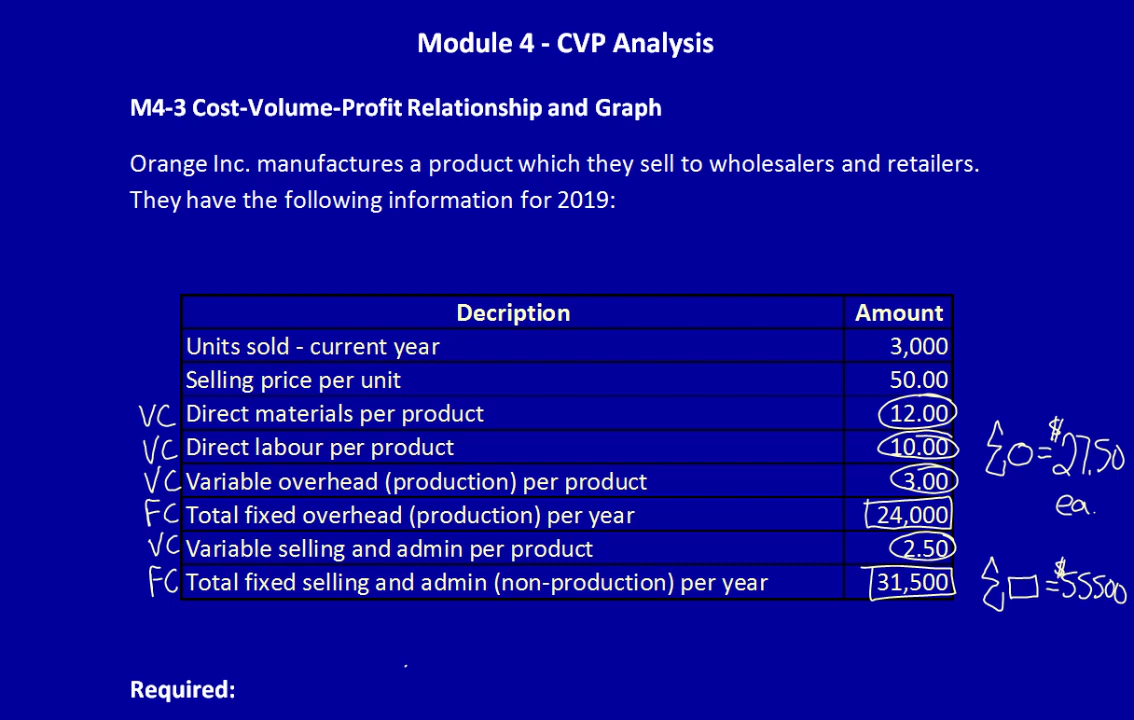 Module 4 - CVP Analysis
M4-3 Cost-Volume-Profit Relationship and Graph
Orange Inc. manufactures a product which they sell to wholesalers and retailers.
They have the following information for 2019:
Decription Amount
Units sold - current year 3,000
Selling price per unit 50.00
VC Direct materials per product 12.00
VC Direct labour per product 10.00
Σ○=$27.50
VC Variable overhead (production) per product 3.00
ea.
FC Total fixed overhead (production) per year 24,000
VC Variable selling and admin per product 2.50
FC Total fixed selling and admin (non-production) per year 31,500
Σ□=$55500
Required: